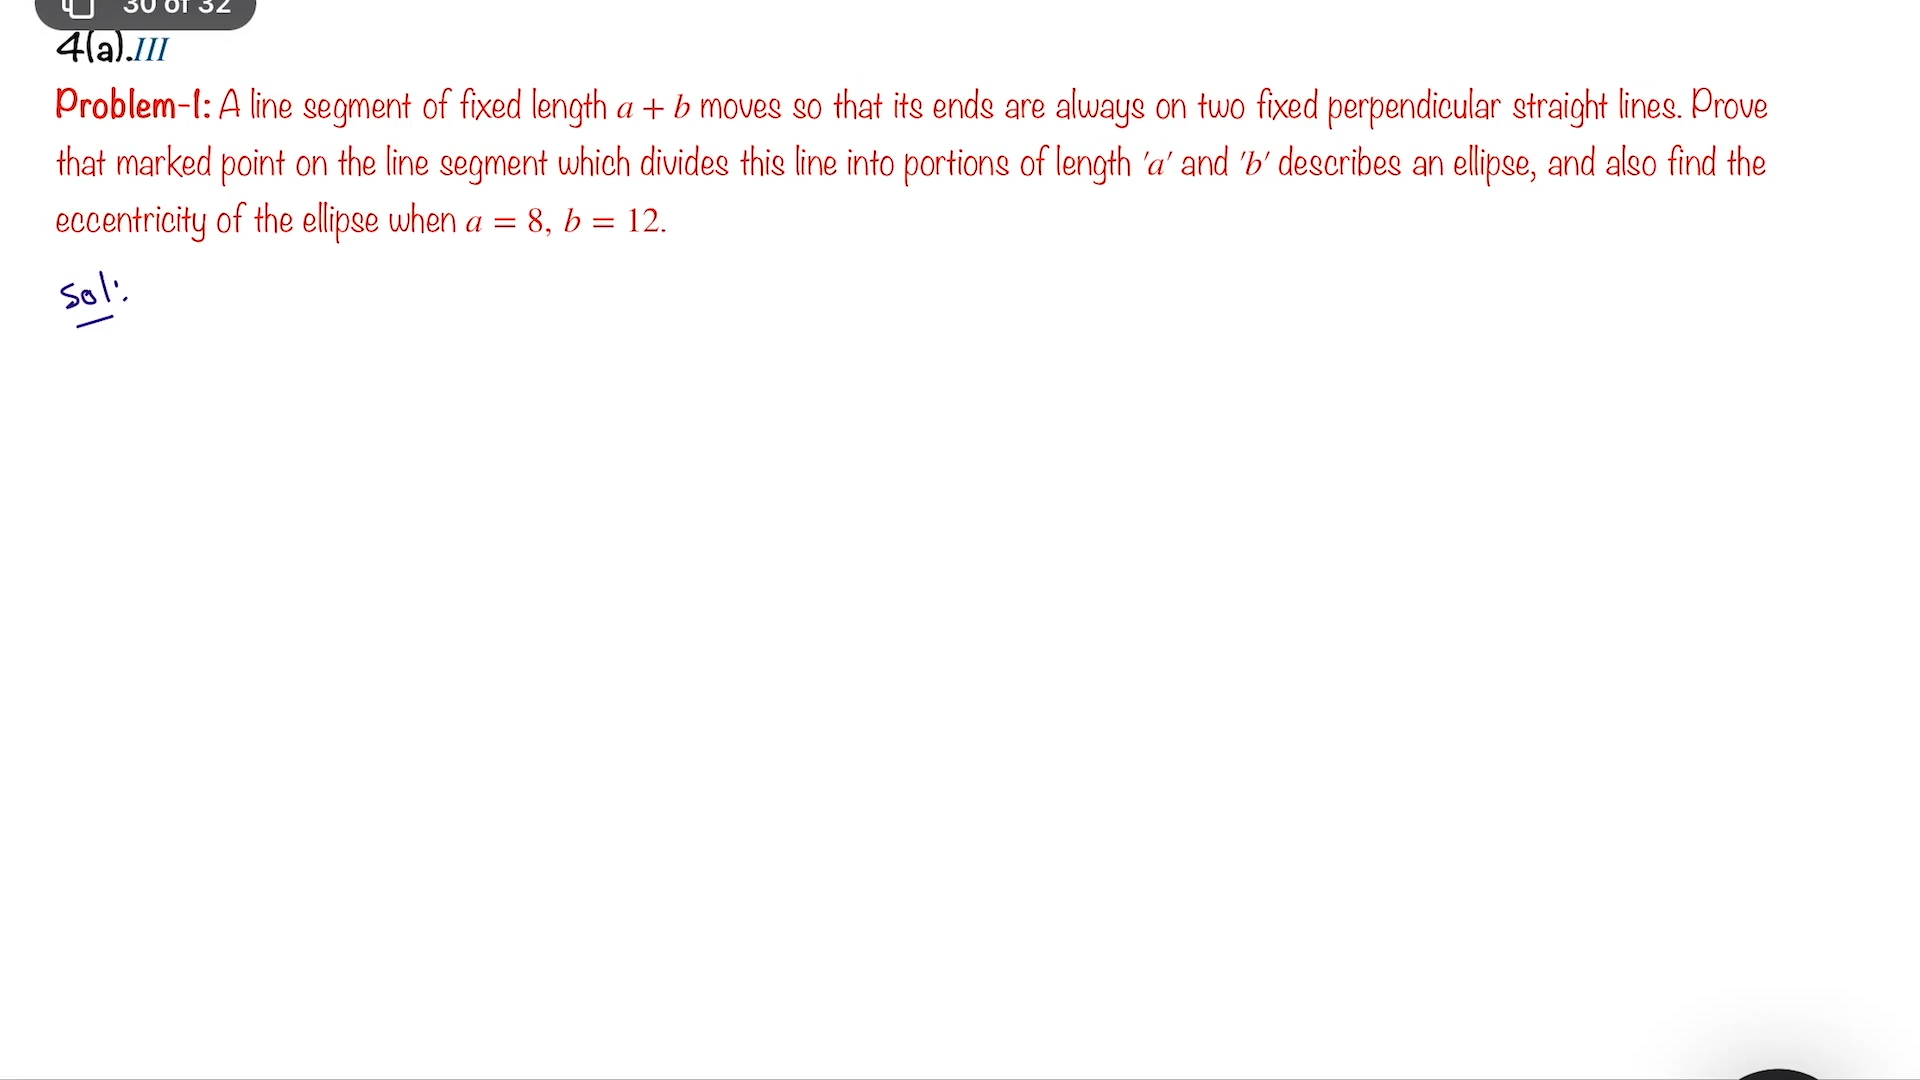 30 of 32
4(a).III
Problem-1: A line segment of fixed length a + b moves so that its ends are always on two fixed perpendicular straight lines. Prove
that marked point on the line segment which divides this line into portions of length 'a' and 'b' describes an ellipse, and also find the
eccentricity of the ellipse when a = 8, b = 12.
Sol: